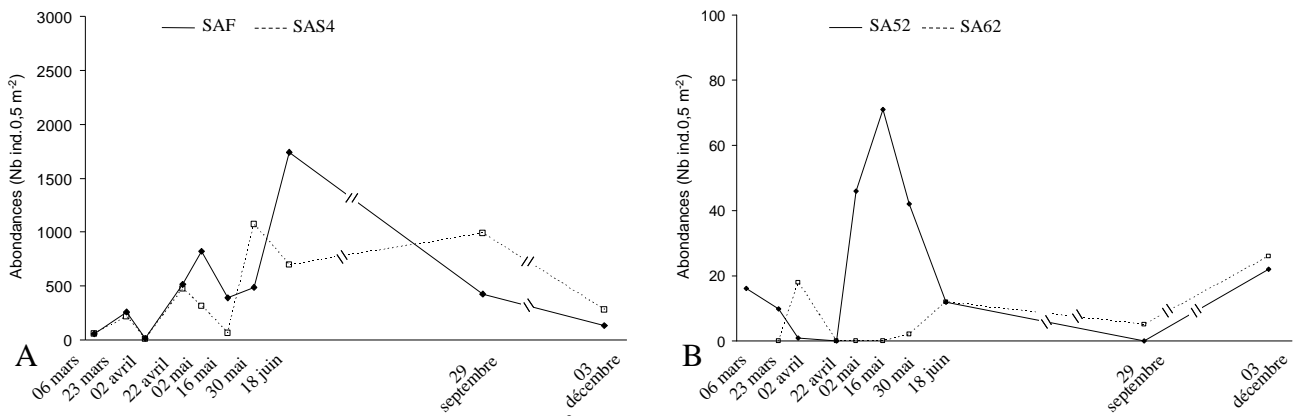 SAF
SAS4
Abondances (Nb ind.0,5 m-2)
3000
2500
2000
1500
1000
500
0
A
06 mars
23 mars
02 avril
22 avril
02 mai
16 mai
30 mai
18 juin
29
septembre
03
décembre
SA52
SA62
Abondances (Nb ind.0,5 m-2)
100
80
60
40
20
0
B
06 mars
23 mars
02 avril
22 avril
02 mai
16 mai
30 mai
18 juin
29
septembre
03
décembre